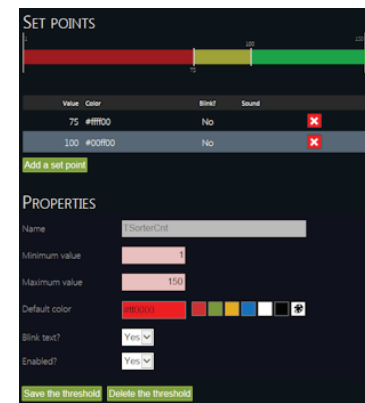 SET POINTS
1 100 150
75
Value Color Blink? Sound
75 #ffff00 No
100 #00ff00 No
Add a set point
PROPERTIES
Name TSorterCnt
Minimum value 1
Maximum value 150
Default color #ff0000
Blink text? Yes
Enabled? Yes
Save the threshold Delete the threshold